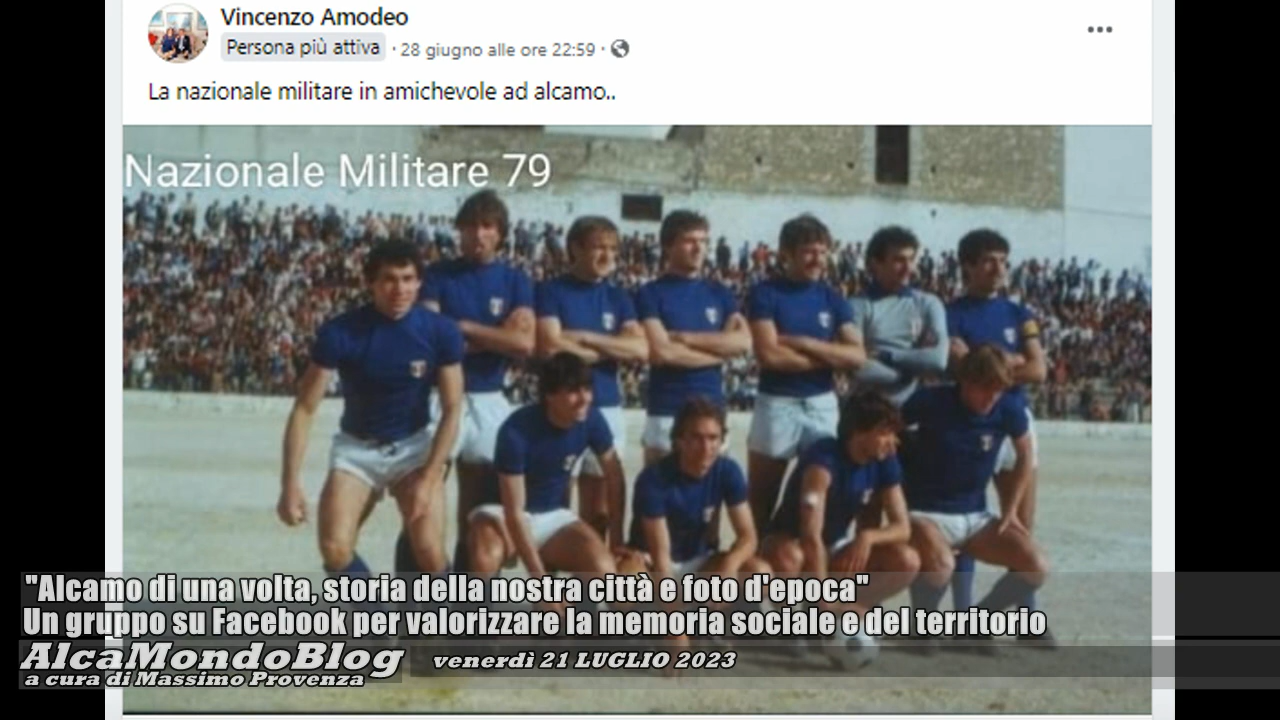 Vincenzo Amodeo
Persona più attiva · 28 giugno alle ore 22:59 ·
La nazionale militare in amichevole ad alcamo..
Nazionale Militare 79
"Alcamo di una volta, storia della nostra città e foto d'epoca"
Un gruppo su Facebook per valorizzare la memoria sociale e del territorio
AlcaMondoBlog venerdì 21 LUGLIO 2023
a cura di Massimo Provenza